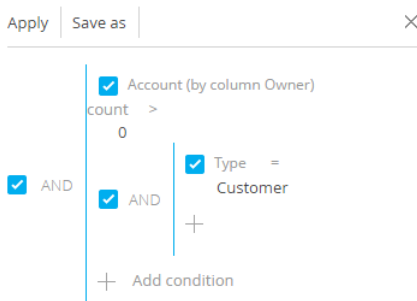 Apply Save as
Account (by column Owner)
count >
0
Type =
Customer
AND AND
Add condition